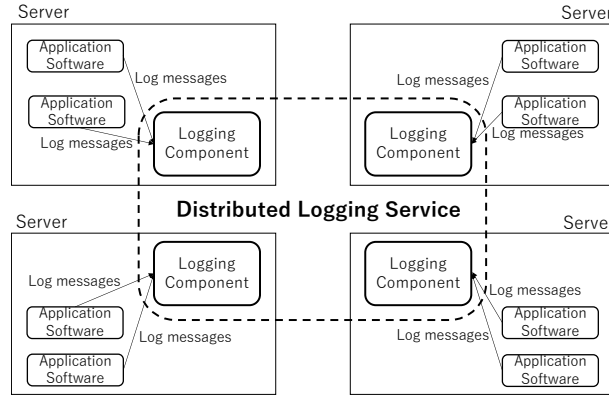 Server
Application
Software
Log messages
Application
Software
Log messages
Logging
Component
Server
Application
Software
Log messages
Application
Software
Log messages
Logging
Component
Distributed Logging Service
Server
Logging
Component
Log messages
Application
Software
Log messages
Application
Software
Server
Logging
Component
Log messages
Application
Software
Log messages
Application
Software